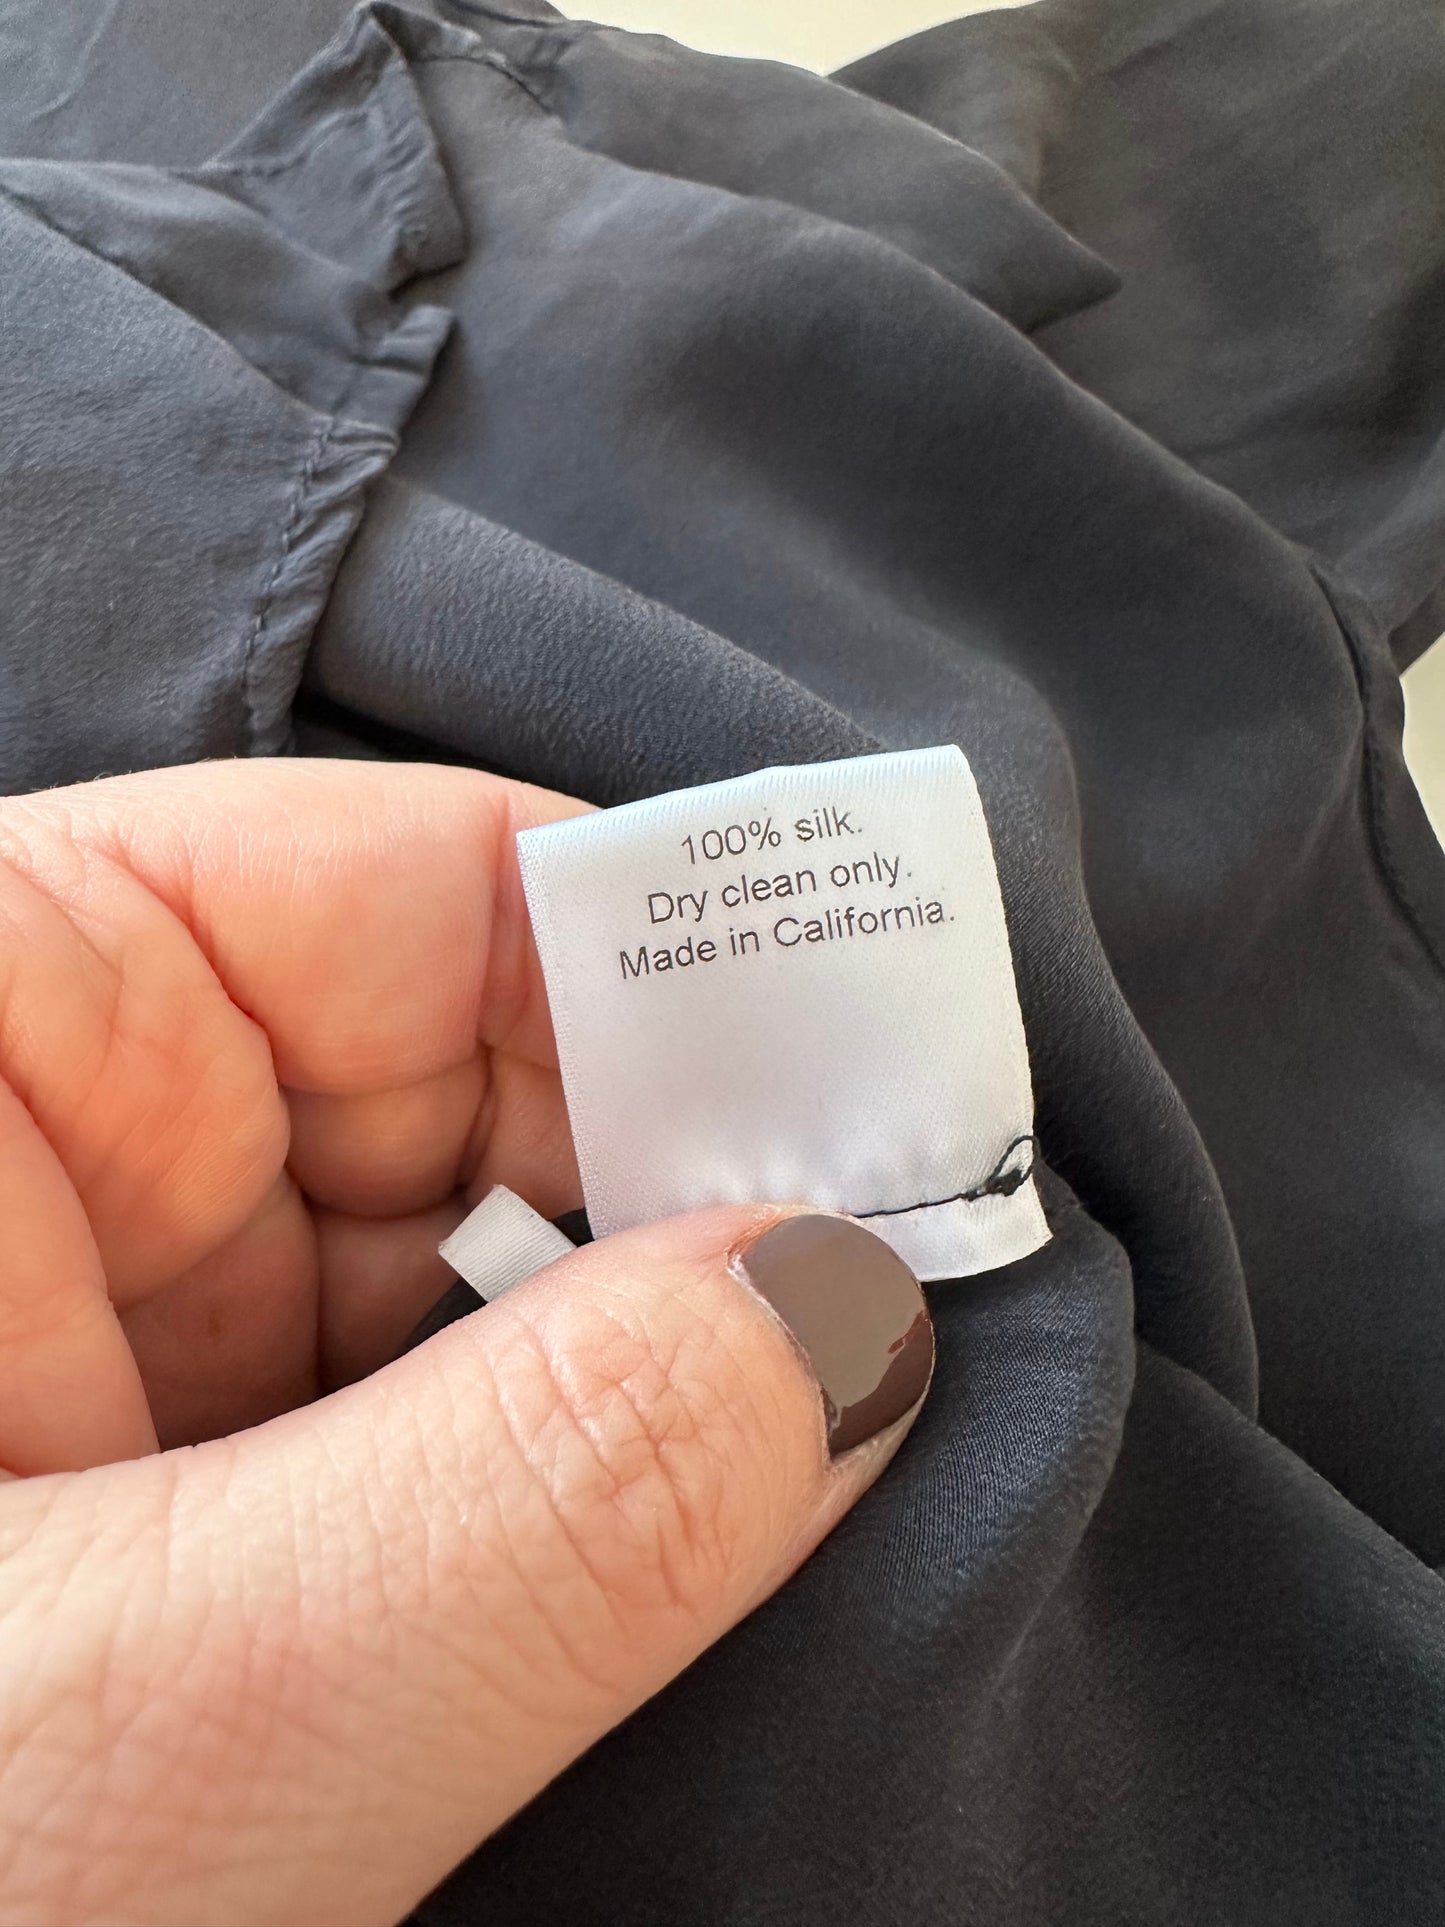 100% silk.
Dry clean only.
Made in California.